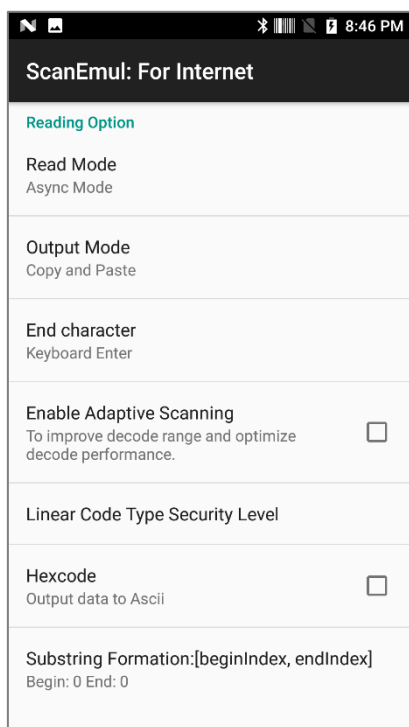 8:46 PM
ScanEmul: For Internet
Reading Option
Read Mode
Async Mode
Output Mode
Copy and Paste
End character
Keyboard Enter
Enable Adaptive Scanning
To improve decode range and optimize
decode performance.
Linear Code Type Security Level
Hexcode
Output data to Ascii
Substring Formation:[beginIndex, endIndex]
Begin: 0 End: 0